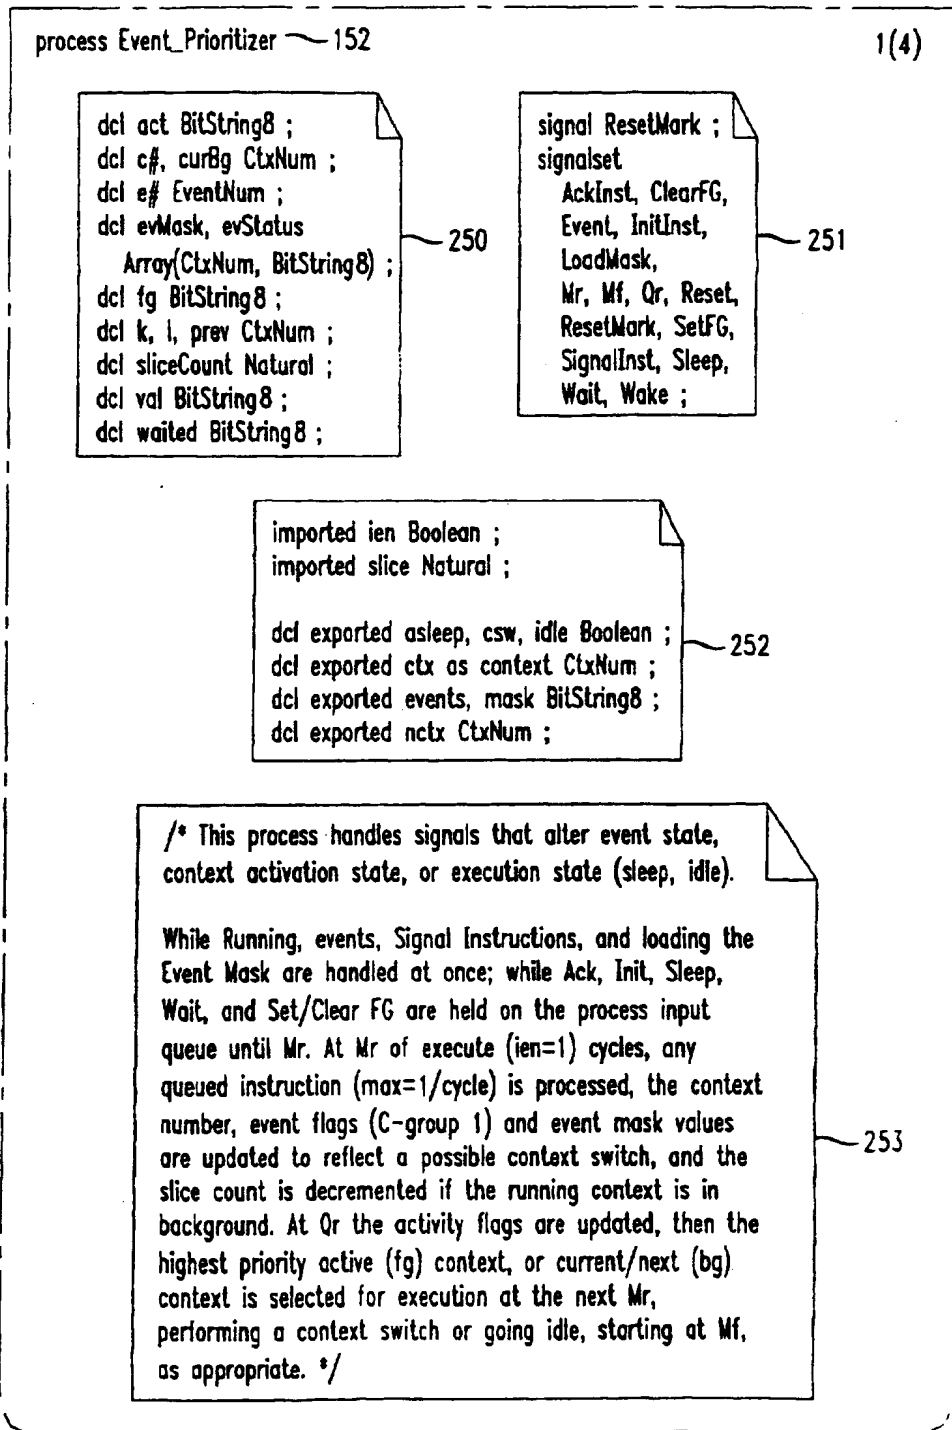 process Event_Prioritizer 152
1(4)
dcl act BitString8 ;
dcl c#, curBg CtxNum ;
dcl e# EventNum ;
dcl evMask, evStatus
Array(CtxNum, BitString8) ;
dcl fg BitString8 ;
dcl k, l, prev CtxNum ;
dcl sliceCount Natural ;
dcl val BitString8 ;
dcl waited BitString8 ;
250
signal ResetMark ;
signalset
AckInst, ClearFG,
Event, InitInst,
LoadMask,
Mr, Mf, Qr, Reset,
ResetMark, SetFG,
SignalInst, Sleep,
Wait, Wake ;
251
imported ien Boolean ;
imported slice Natural ;
dcl exported asleep, csw, idle Boolean ;
dcl exported ctx as context CtxNum ;
dcl exported events, mask BitString8 ;
dcl exported nctx CtxNum ;
252
/* This process handles signals that alter event state,
context activation state, or execution state (sleep, idle).
While Running, events, Signal Instructions, and loading the
Event Mask are handled at once; while Ack, Init, Sleep,
Wait, and Set/Clear FG are held on the process input
queue until Mr. At Mr of execute (ien=1) cycles, any
queued instruction (max=1/cycle) is processed, the context
number, event flags (C-group 1) and event mask values
are updated to reflect a possible context switch, and the
slice count is decremented if the running context is in
background. At Qr the activity flags are updated, then the
highest priority active (fg) context, or current/next (bg)
context is selected for execution at the next Mr,
performing a context switch or going idle, starting at Mf,
as appropriate. */
253